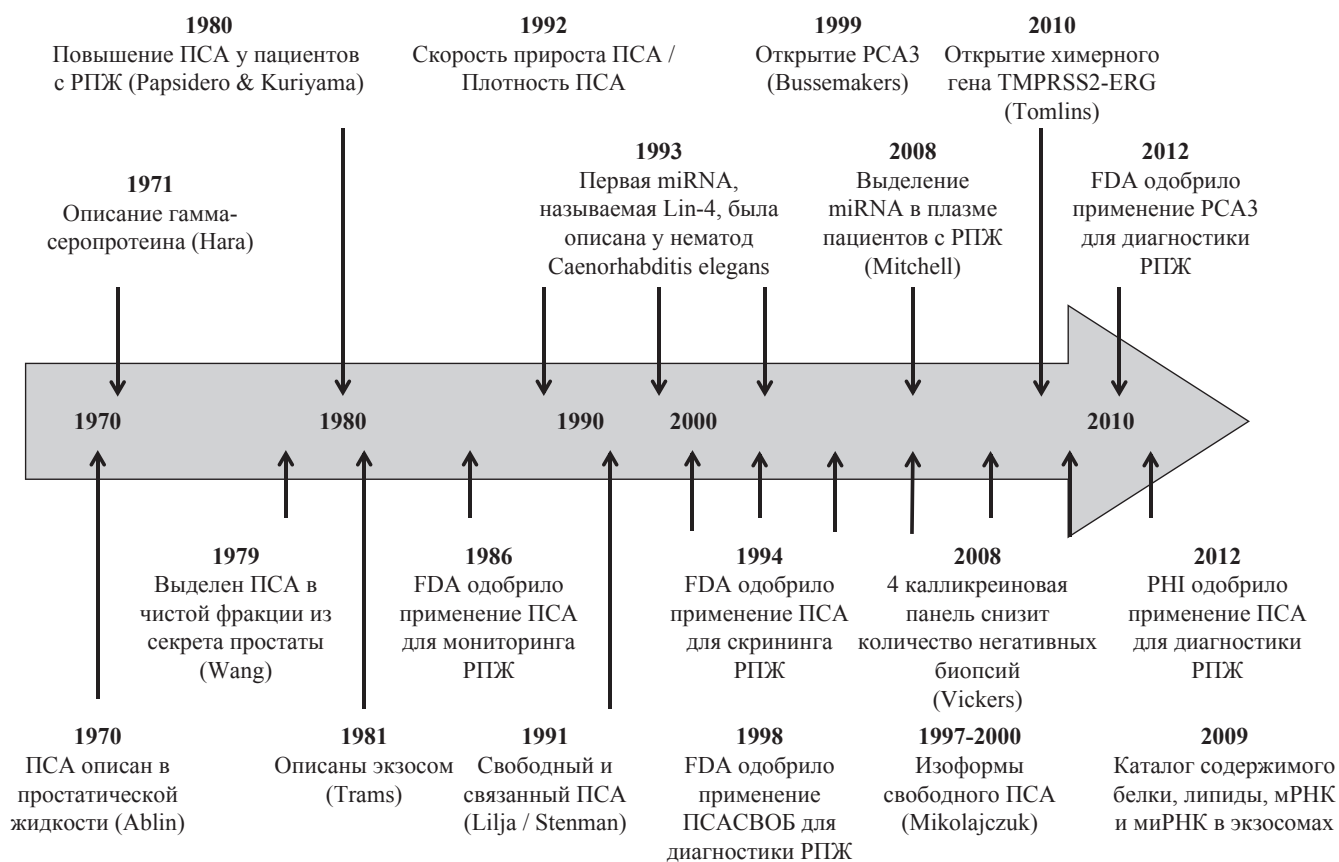 1980
Повышение ПСА у пациентов
с РПЖ (Papsidero & Kuriyama)
1992
Скорость прироста ПСА /
Плотность ПСА
1999
Открытие PCA3
(Bussemakers)
2010
Открытие химерного
гена TMPRSS2-ERG
(Tomlins)
1971
Описание гамма-
серопротеина (Hara)
1993
Первая miRNA,
называемая Lin-4, была
описана у нематод
Caenorhabditis elegans
2008
Выделение
miRNA в плазме
пациентов с РПЖ
(Mitchell)
2012
FDA одобрило
применение PCA3
для диагностики
РПЖ
1970
1980
1990
2000
2010
1979
Выделен ПСА в
чистой фракции из
секрета простаты
(Wang)
1986
FDA одобрило
применение ПСА
для мониторинга
РПЖ
1994
FDA одобрило
применение ПСА
для скрининга
РПЖ
2008
4 калликреиновая
панель снизит
количество негативных
биопсий
(Vickers)
2012
PHI одобрило
применение ПСА
для диагностики
РПЖ
1970
ПСА описан в
простатической
жидкости (Ablin)
1981
Описаны экзосом
(Trams)
1991
Свободный и
связанный ПСА
(Lilja / Stenman)
1998
FDA одобрило
применение
ПСАСВОБ для
диагностики РПЖ
1997-2000
Изоформы
свободного ПСА
(Mikolajczuk)
2009
Каталог содержимого
белки, липиды, мРНК
и миРНК в экзосомах